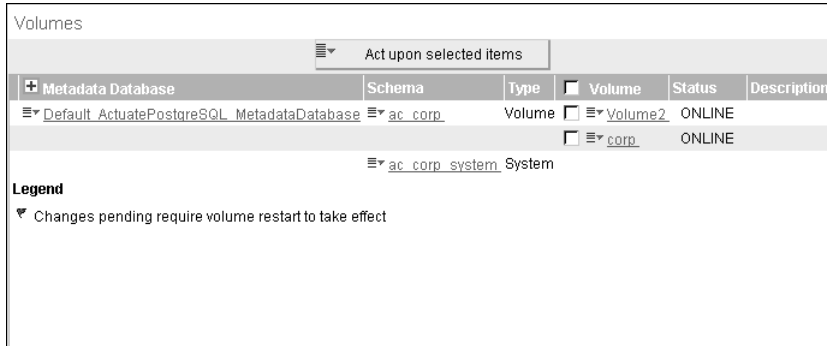 Volumes
Act upon selected items
Metadata Database Schema Type Volume Status Description
Default_ActuatePostgreSQL_MetadataDatabase ac_corp Volume Volume2 ONLINE
corp ONLINE
ac_corp_system System
Legend
Changes pending require volume restart to take effect